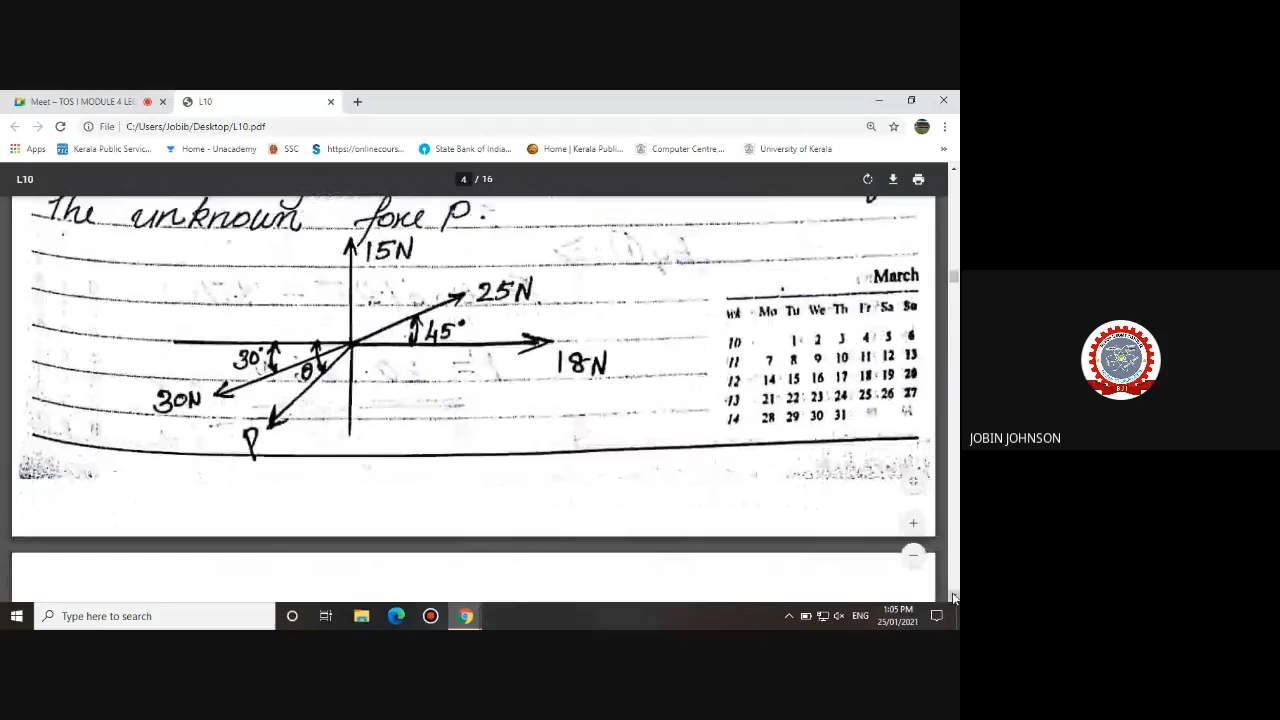 Meet – TOS I MODULE 4 LEC
L10
File
C:/Users/Jobib/Desktop/L10.pdf
Apps
Kerala Public Servic...
Home - Unacademy
SSC
https://onlinecours...
State Bank of India...
Home | Kerala Publi...
Computer Centre,...
University of Kerala
»
L10
4 / 16
The unknown fore P.
15N
25N
45°
18N
30°
θ
30N
P
March
Wk Mo Tu We Th Fr Sa Su
10 1 2 3 4 5 6
11 7 8 9 10 11 12 13
12 14 15 16 17 18 19 20
13 21 22 23 24 25 26 27
14 28 29 30 31
JOBIN JOHNSON
BJI
Type here to search
ENG
1:05 PM
25/01/2021